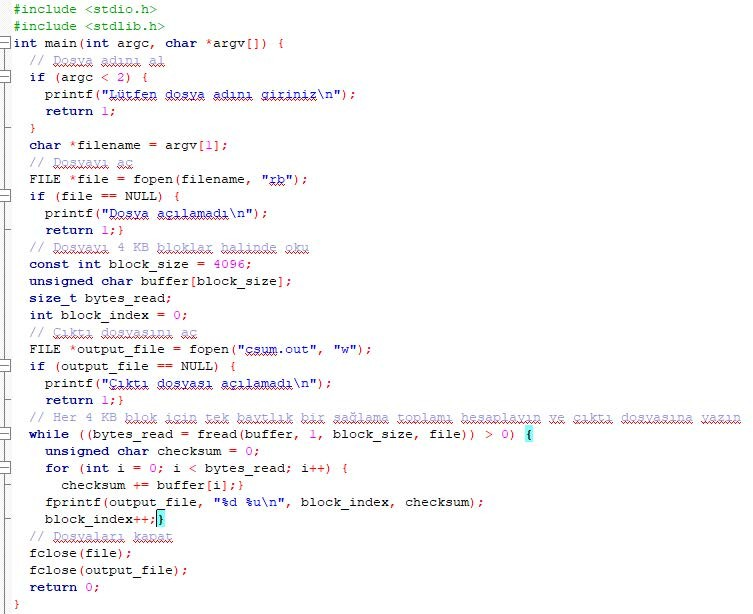 #include <stdio.h>
#include <stdlib.h>
int main(int argc, char *argv[]) {
  // Dosya adını al
  if (argc < 2) {
    printf("Lütfen dosya adını giriniz\n");
    return 1;
  }
  char *filename = argv[1];
  // Dosyayı aç
  FILE *file = fopen(filename, "rb");
  if (file == NULL) {
    printf("Dosya açılamadı\n");
    return 1;}
  // Dosyayı 4 KB bloklar halinde oku
  const int block_size = 4096;
  unsigned char buffer[block_size];
  size_t bytes_read;
  int block_index = 0;
  // Çıktı dosyasını aç
  FILE *output_file = fopen("csum.out", "w");
  if (output_file == NULL) {
    printf("Çıktı dosyası açılamadı\n");
    return 1;}
  // Her 4 KB blok için tek baytlık bir sağlama toplamı hesaplayın ve çıktı dosyasına yazın
  while ((bytes_read = fread(buffer, 1, block_size, file)) > 0) {
    unsigned char checksum = 0;
    for (int i = 0; i < bytes_read; i++) {
      checksum += buffer[i];}
    fprintf(output_file, "%d %u\n", block_index, checksum);
    block_index++;}
  // Dosyaları kapat
  fclose(file);
  fclose(output_file);
  return 0;
}